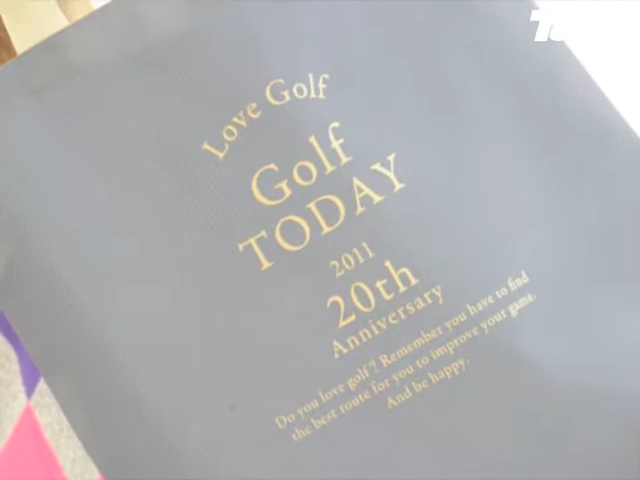 Love Golf
Golf
TODAY
2011
20th
Anniversary
Do you love golf? Remember you have to find
the best route for you to improve your game.
And be happy.